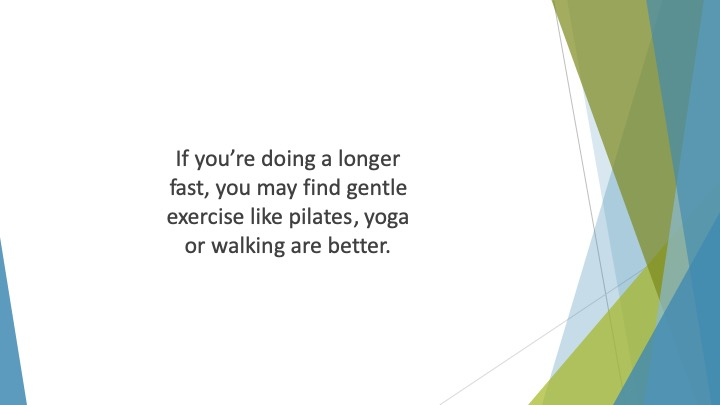 If you’re doing a longer
fast, you may find gentle
exercise like pilates, yoga
or walking are better.